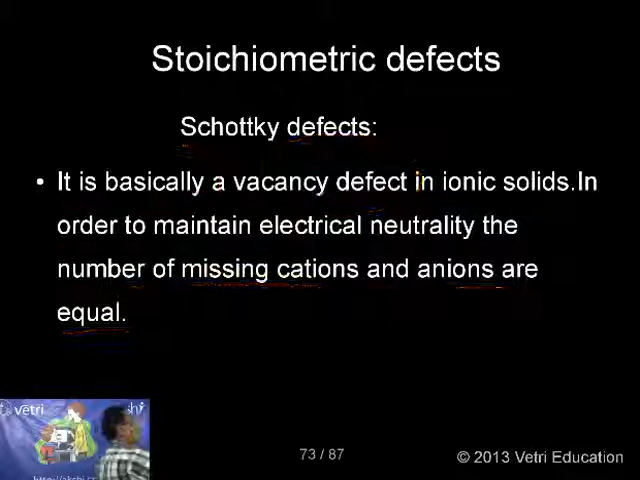 Stoichiometric defects
Schottky defects:
• It is basically a vacancy defect in ionic solids.In
order to maintain electrical neutrality the
number of missing cations and anions are
equal.
vetri
73 / 87
© 2013 Vetri Education